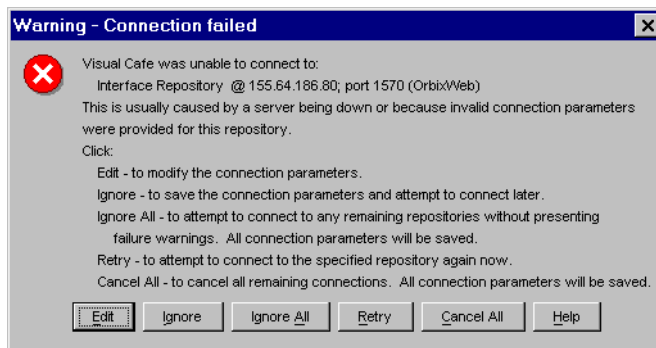 Warning - Connection failed
Visual Cafe was unable to connect to:
Interface Repository @ 155.64.186.80; port 1570 (OrbixWeb)
This is usually caused by a server being down or because invalid connection parameters
were provided for this repository.
Click:
Edit - to modify the connection parameters.
Ignore - to save the connection parameters and attempt to connect later.
Ignore All - to attempt to connect to any remaining repositories without presenting
failure warnings. All connection parameters will be saved.
Retry - to attempt to connect to the specified repository again now.
Cancel All - to cancel all remaining connections. All connection parameters will be saved.
Edit Ignore Ignore All Retry Cancel All Help